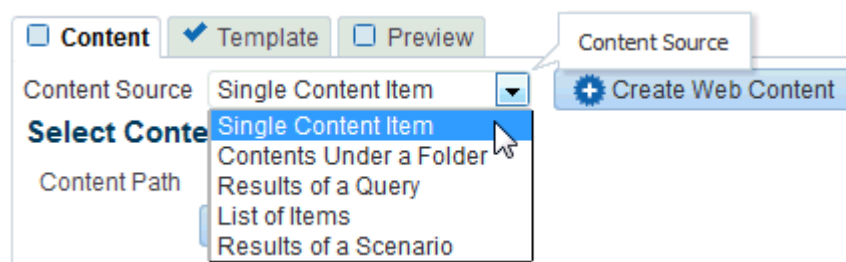 Content Template Preview
Content Source
Content Source Single Content Item Create Web Content
Select Conte
Single Content Item
Contents Under a Folder
Content Path
Results of a Query
List of Items
Results of a Scenario